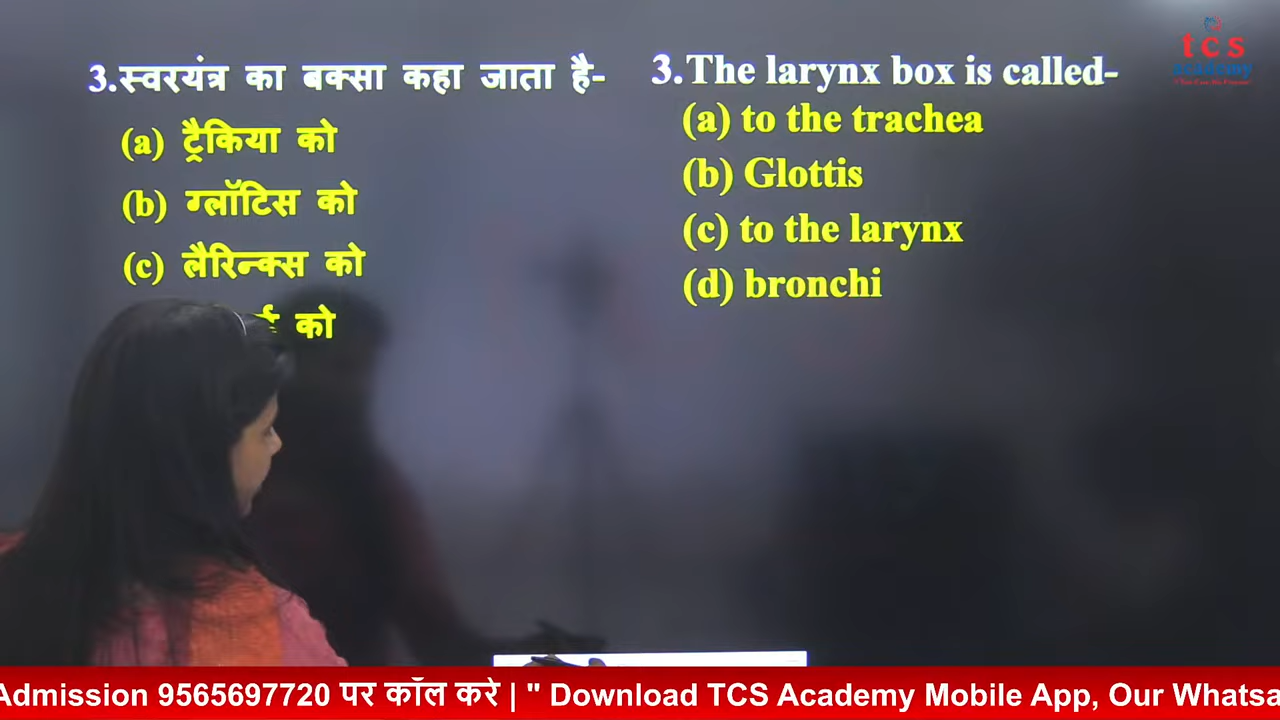 3.स्वरयंत्र का बक्सा कहा जाता है-
(a) ट्रैकिया को
(b) ग्लॉटिस को
(c) लैरिन्क्स को
को
3.The larynx box is called-
(a) to the trachea
(b) Glottis
(c) to the larynx
(d) bronchi
tcs
academy
Admission 9565697720 पर कॉल करे | " Download TCS Academy Mobile App, Our Whatsa